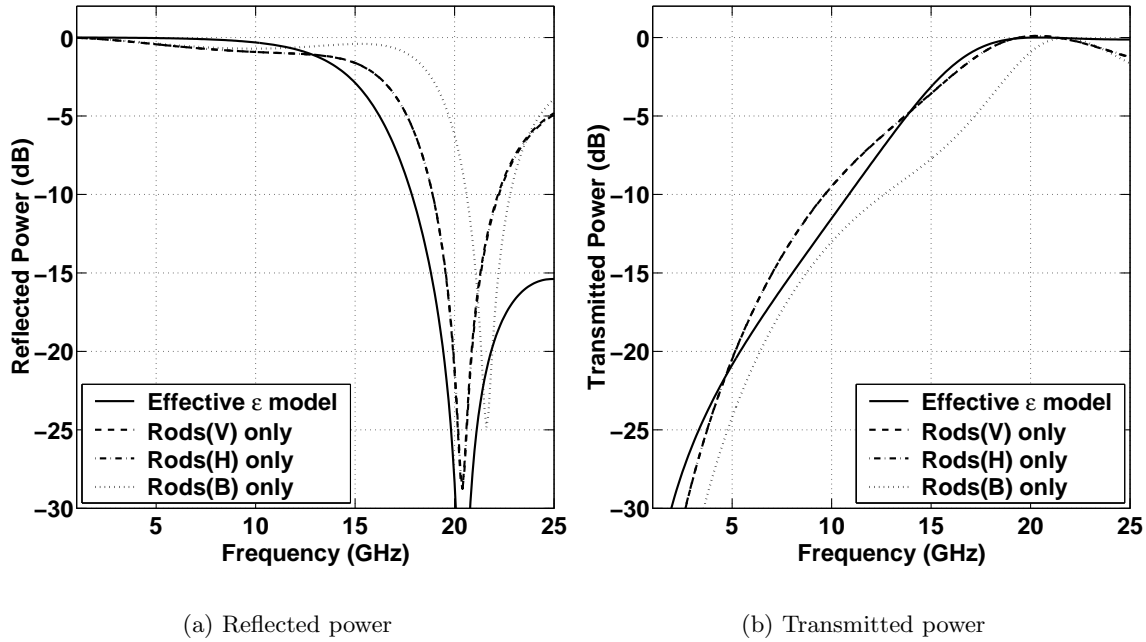 0
−5
−10
−15
−20
−25
−30
Reflected Power (dB)
5
10
15
20
25
Frequency (GHz)
Effective ε model
Rods(V) only
Rods(H) only
Rods(B) only
(a) Reflected power
0
−5
−10
−15
−20
−25
−30
Transmitted Power (dB)
5
10
15
20
25
Frequency (GHz)
Effective ε model
Rods(V) only
Rods(H) only
Rods(B) only
(b) Transmitted power